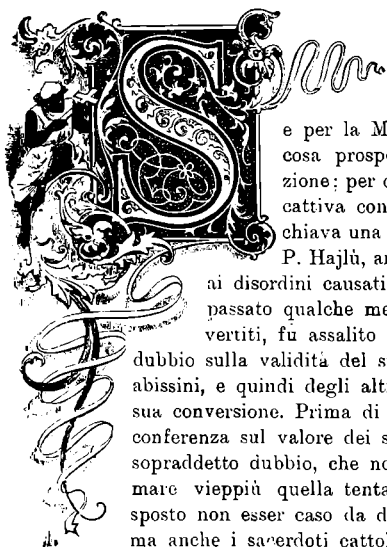 S
e per la M
cosa prospe
zione: per
cattiva con
chiava una
P. Hajlù, a
ai disordini causati
passato qualche me
vertiti, fù assalito
dubbio sulla validità del s
abissini, e quindi degli alt
sua conversione. Prima di
conferenza sul valore dei s
sopraddetto dubbio, che no
mare vieppiù quella tenta
sposto non esser caso da d
ma anche i sacerdoti cattol